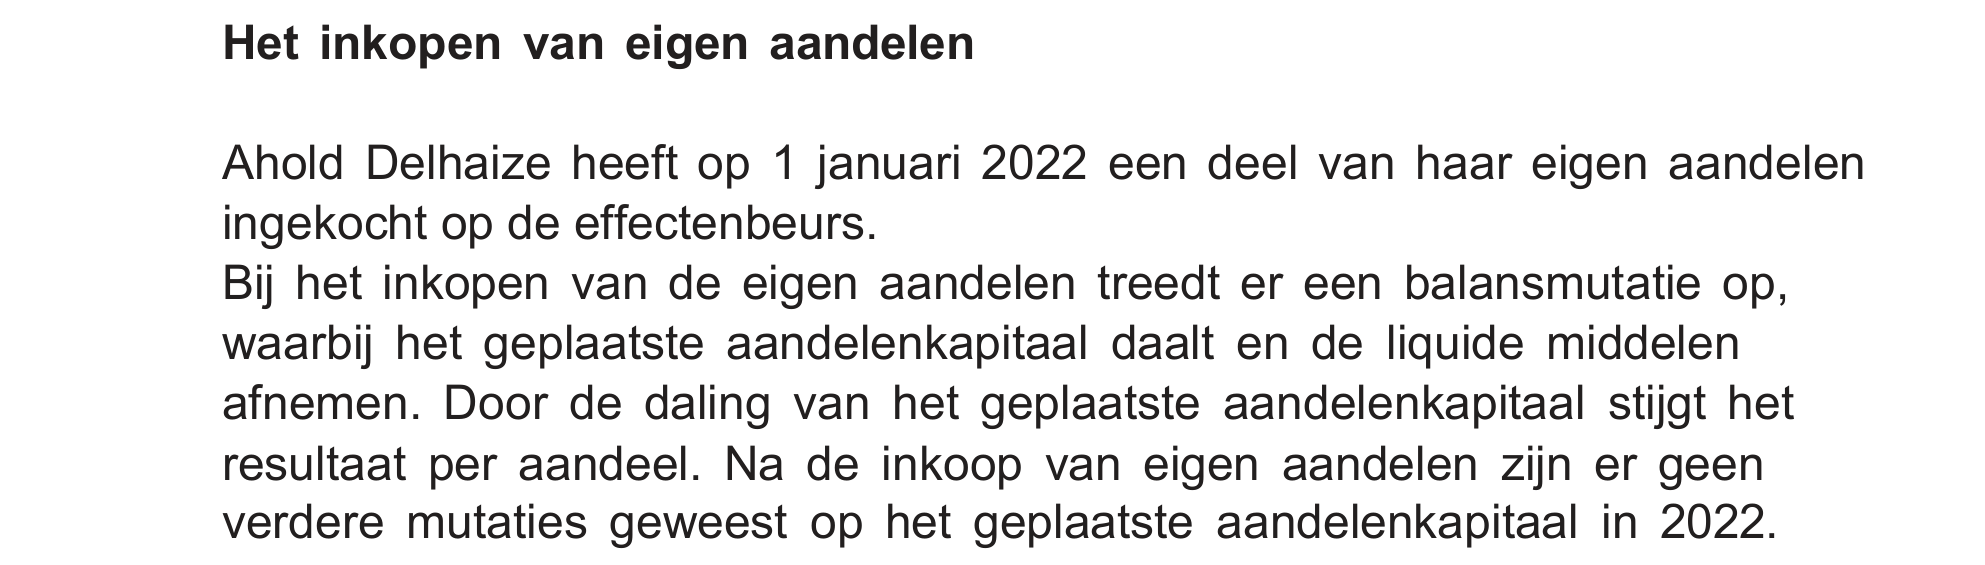 Het inkopen van eigen aandelen
Ahold Delhaize heeft op 1 januari 2022 een deel van haar eigen aandelen
ingekocht op de effectenbeurs.
Bij het inkopen van de eigen aandelen treedt er een balansmutatie op,
waarbij het geplaatste aandelenkapitaal daalt en de liquide middelen
afnemen. Door de daling van het geplaatste aandelenkapitaal stijgt het
resultaat per aandeel. Na de inkoop van eigen aandelen zijn er geen
verdere mutaties geweest op het geplaatste aandelenkapitaal in 2022.